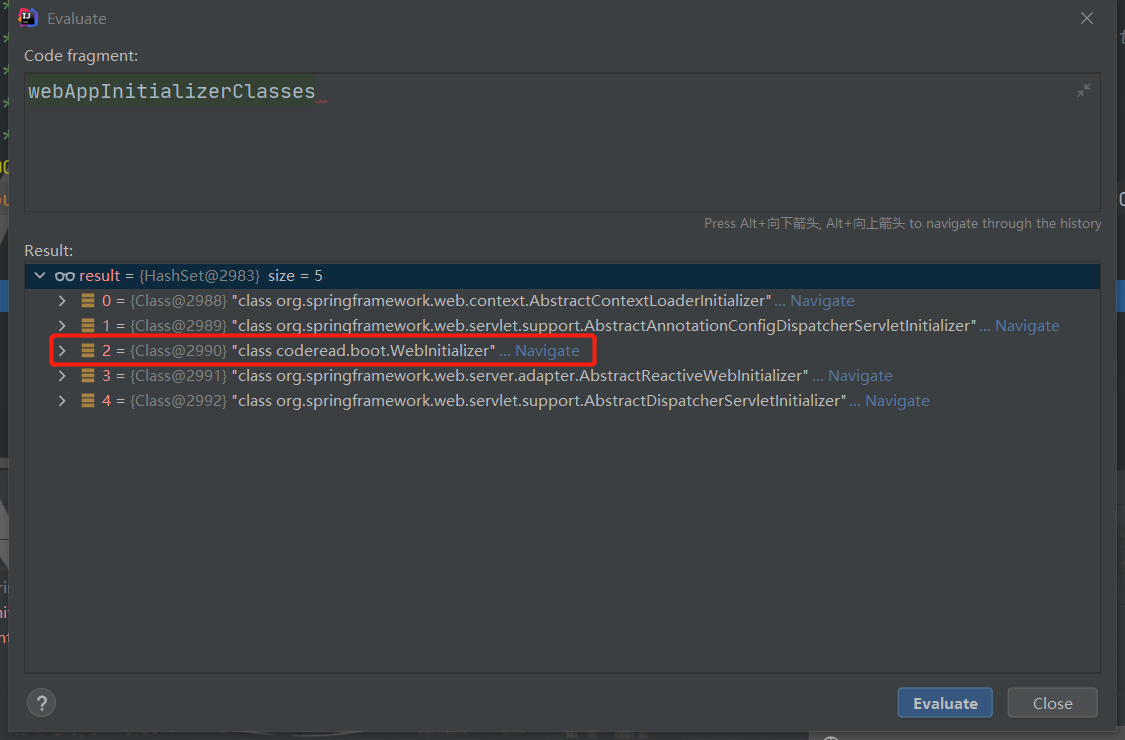 Evaluate
Code fragment:
webAppInitializerClasses
Press Alt+向下箭头, Alt+向上箭头 to navigate through the history
Result:
result = {HashSet@2983} size = 5
0 = {Class@2988} "class org.springframework.web.context.AbstractContextLoaderInitializer" ... Navigate
1 = {Class@2989} "class org.springframework.web.servlet.support.AbstractAnnotationConfigDispatcherServletInitializer" ... Navigate
2 = {Class@2990} "class coderead.boot.WebInitializer" ... Navigate
3 = {Class@2991} "class org.springframework.web.server.adapter.AbstractReactiveWebInitializer" ... Navigate
4 = {Class@2992} "class org.springframework.web.servlet.support.AbstractDispatcherServletInitializer" ... Navigate
?
Evaluate
Close